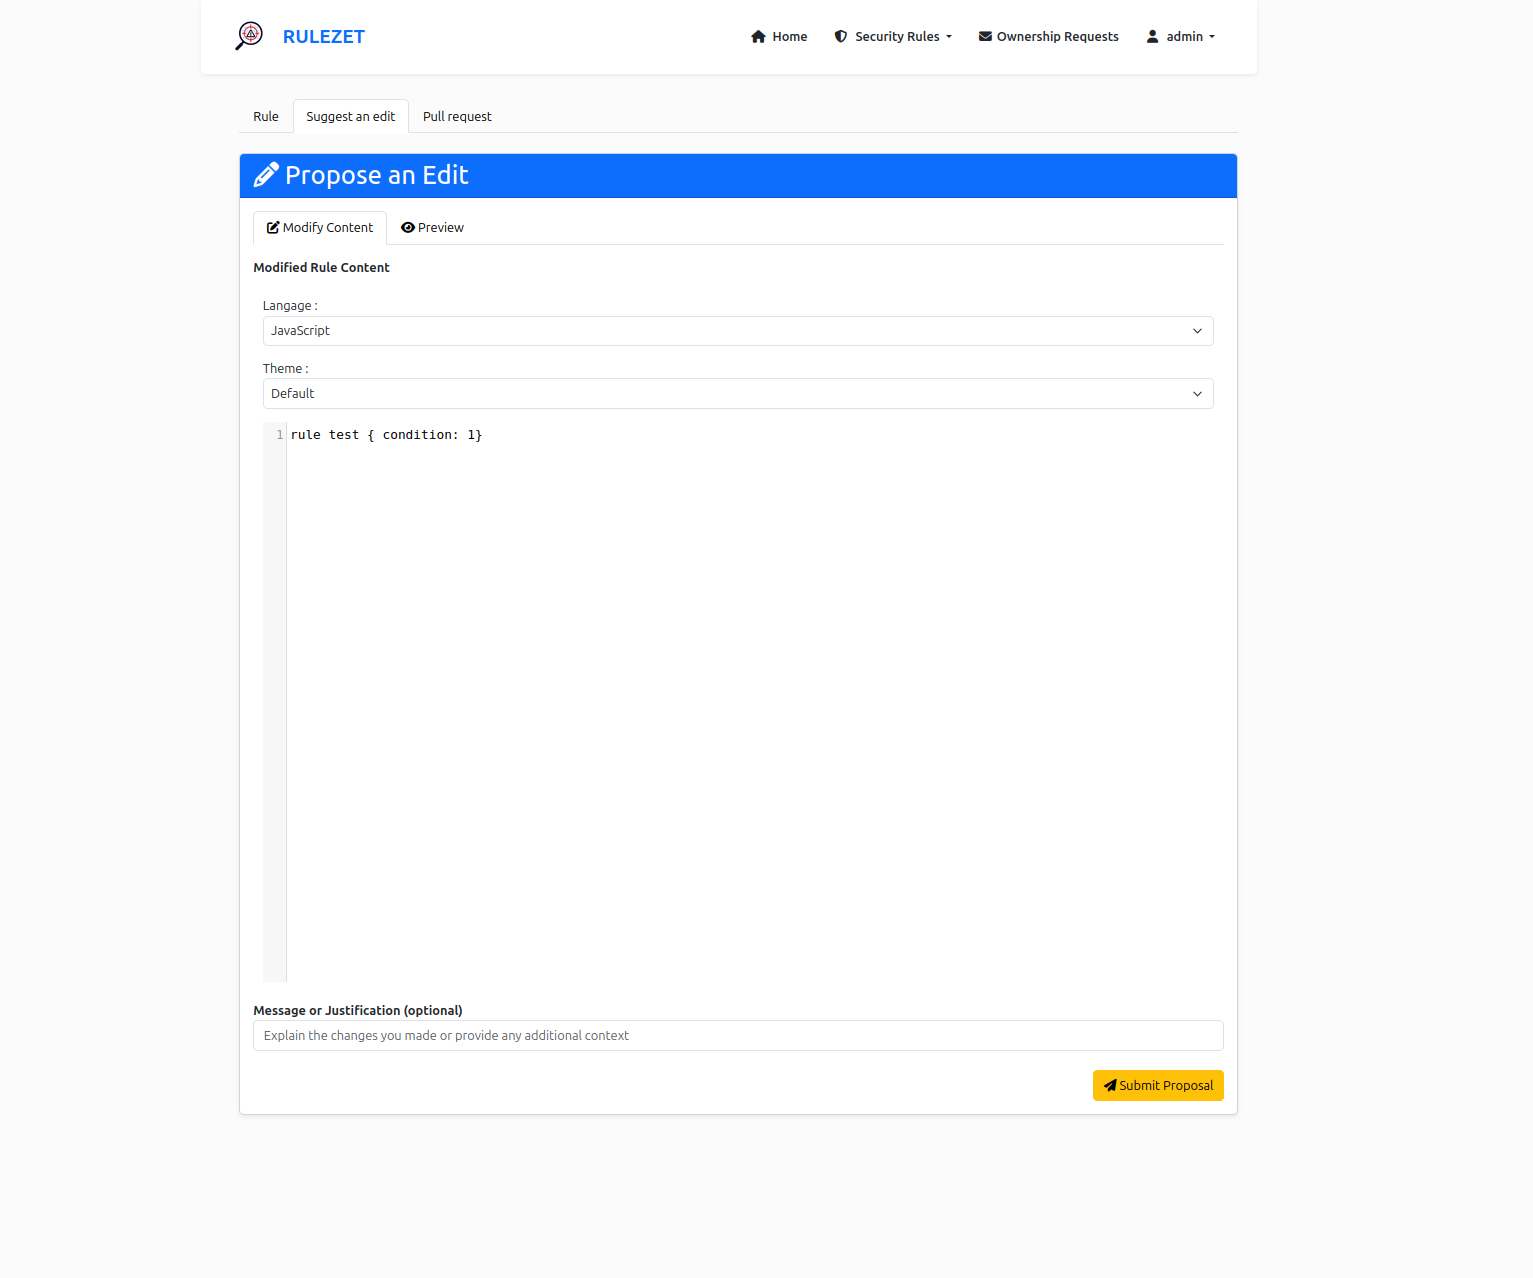 RULEZET
Home
Security Rules
Ownership Requests
admin
Rule
Suggest an edit
Pull request
Propose an Edit
Modify Content
Preview
Modified Rule Content
Langage :
JavaScript
Theme :
Default
1
rule test { condition: 1}
Message or Justification (optional)
Explain the changes you made or provide any additional context
Submit Proposal